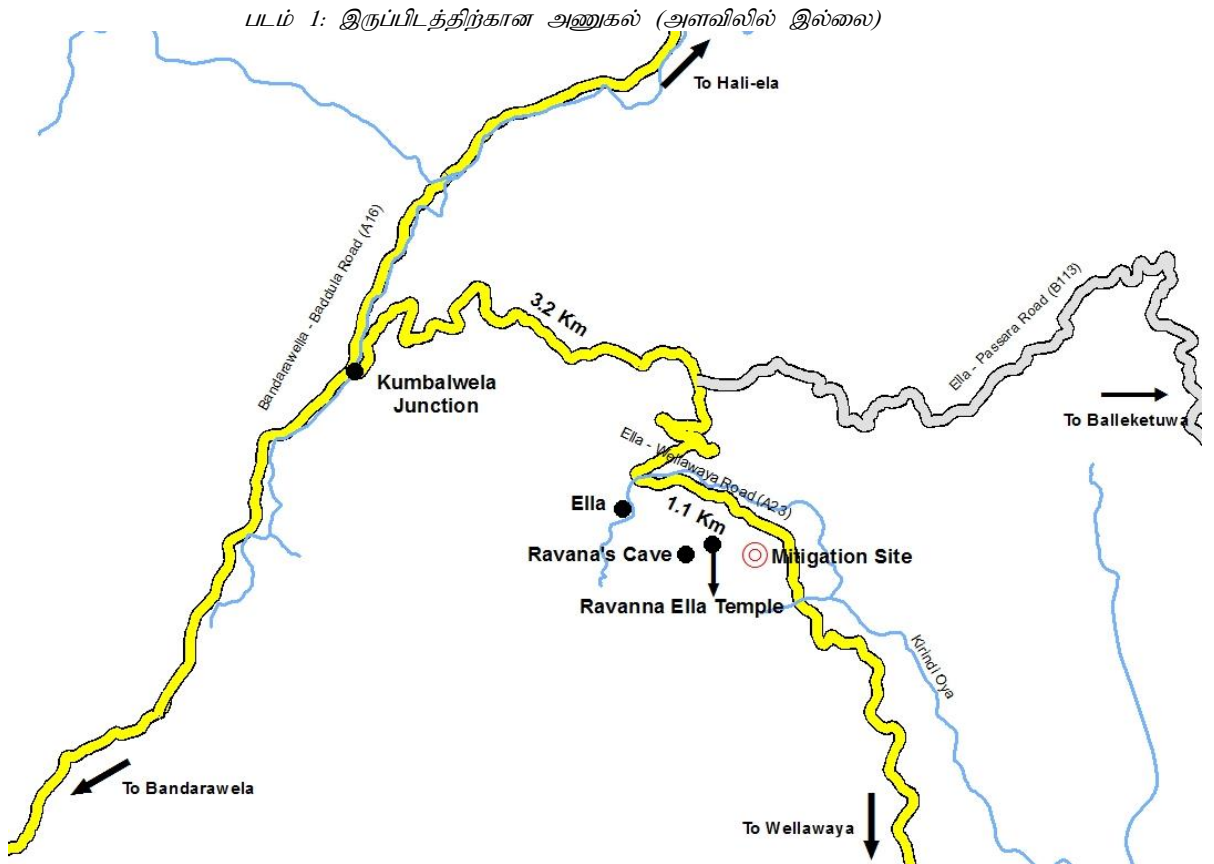 படம் 1: இருப்பிடத்திற்கான அணுகல் (அளவிலில் இல்லை)
To Hali-ela
Bandarawella - Baddula Road (A16)
3.2 Km
Ella - Passara Road (B113)
Kumbalwela
Junction
To Balleketuwa
Ella - Wellawaya Road (A23)
Ella
1.1 Km
Ravana's Cave
Mitigation Site
Ravanna Ella Temple
Kirindi Oya
To Bandarawela
To Wellawaya